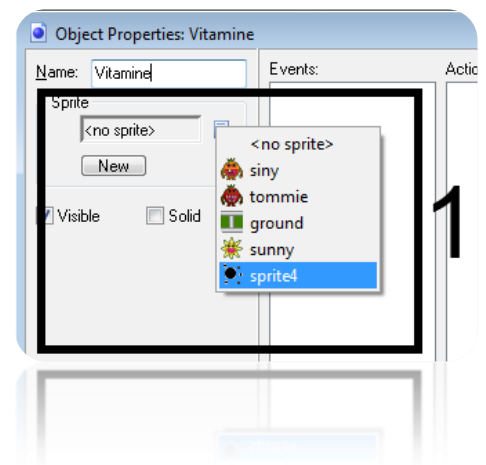 Object Properties: Vitamine
Name: Vitamine
Events:
Actio
Sprite
<no sprite>
New
Visible
Solid
<no sprite>
siny
tommie
ground
sunny
sprite4
1